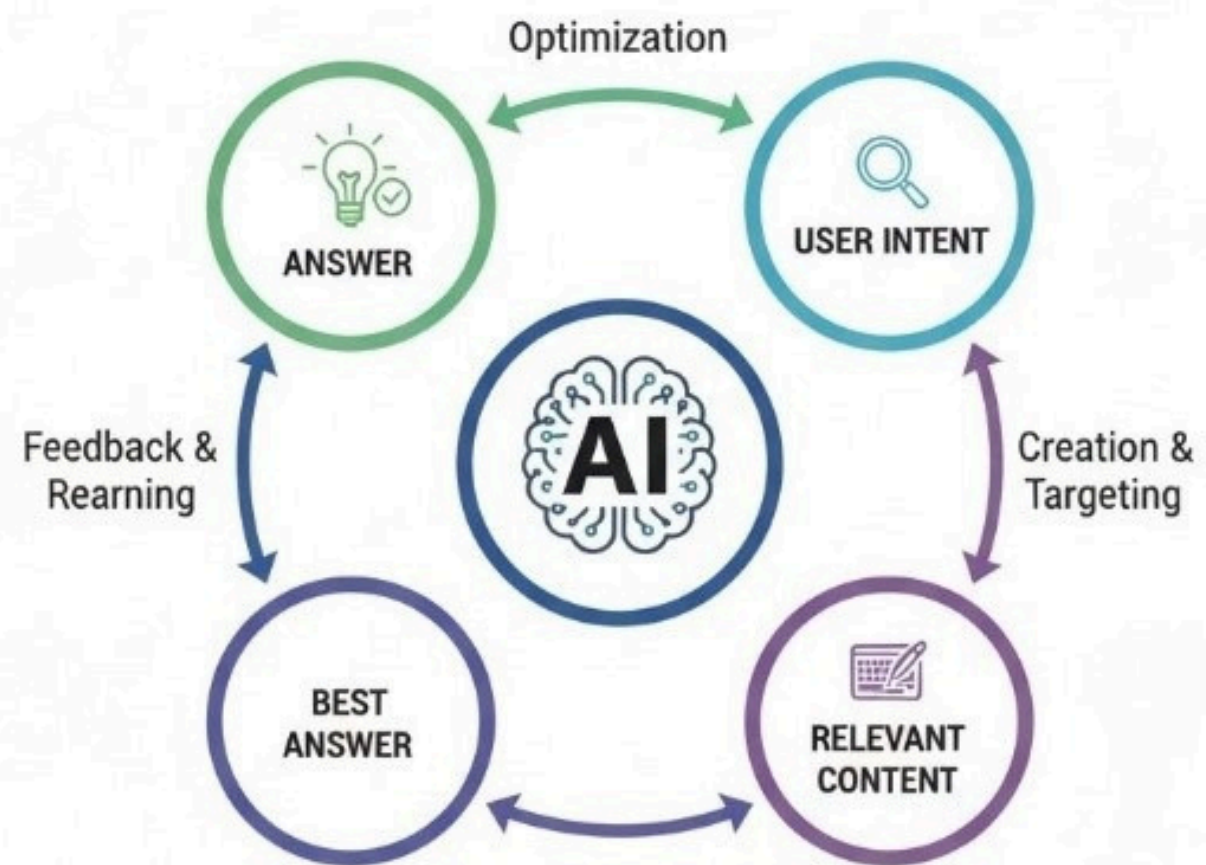 Optimization
ANSWER
USER INTENT
AI
Feedback &
Rearning
Creation &
Targeting
BEST
ANSWER
RELEVANT
CONTENT